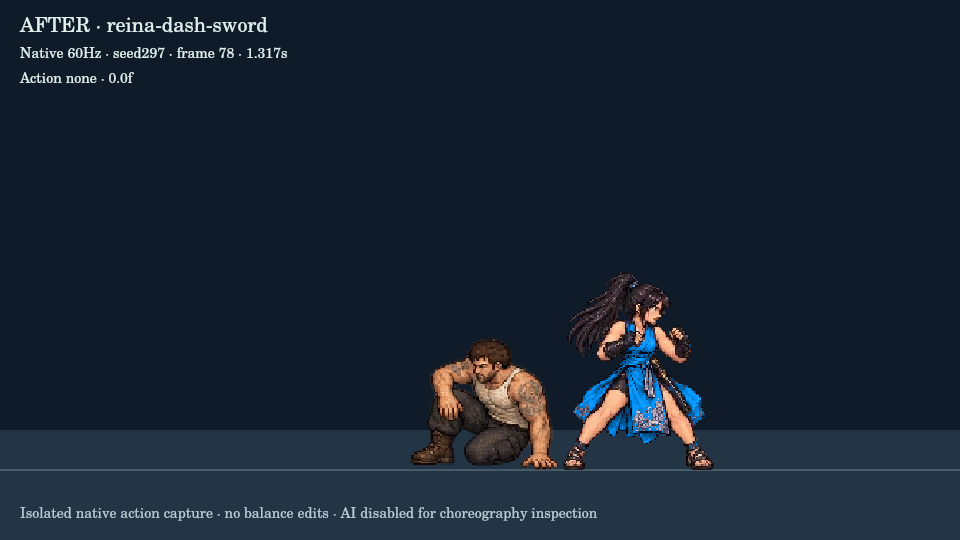 AFTER · reina-dash-sword
Native 60Hz · seed297 · frame 78 · 1.317s
Action none · 0.0f
Isolated native action capture · no balance edits · AI disabled for choreography inspection